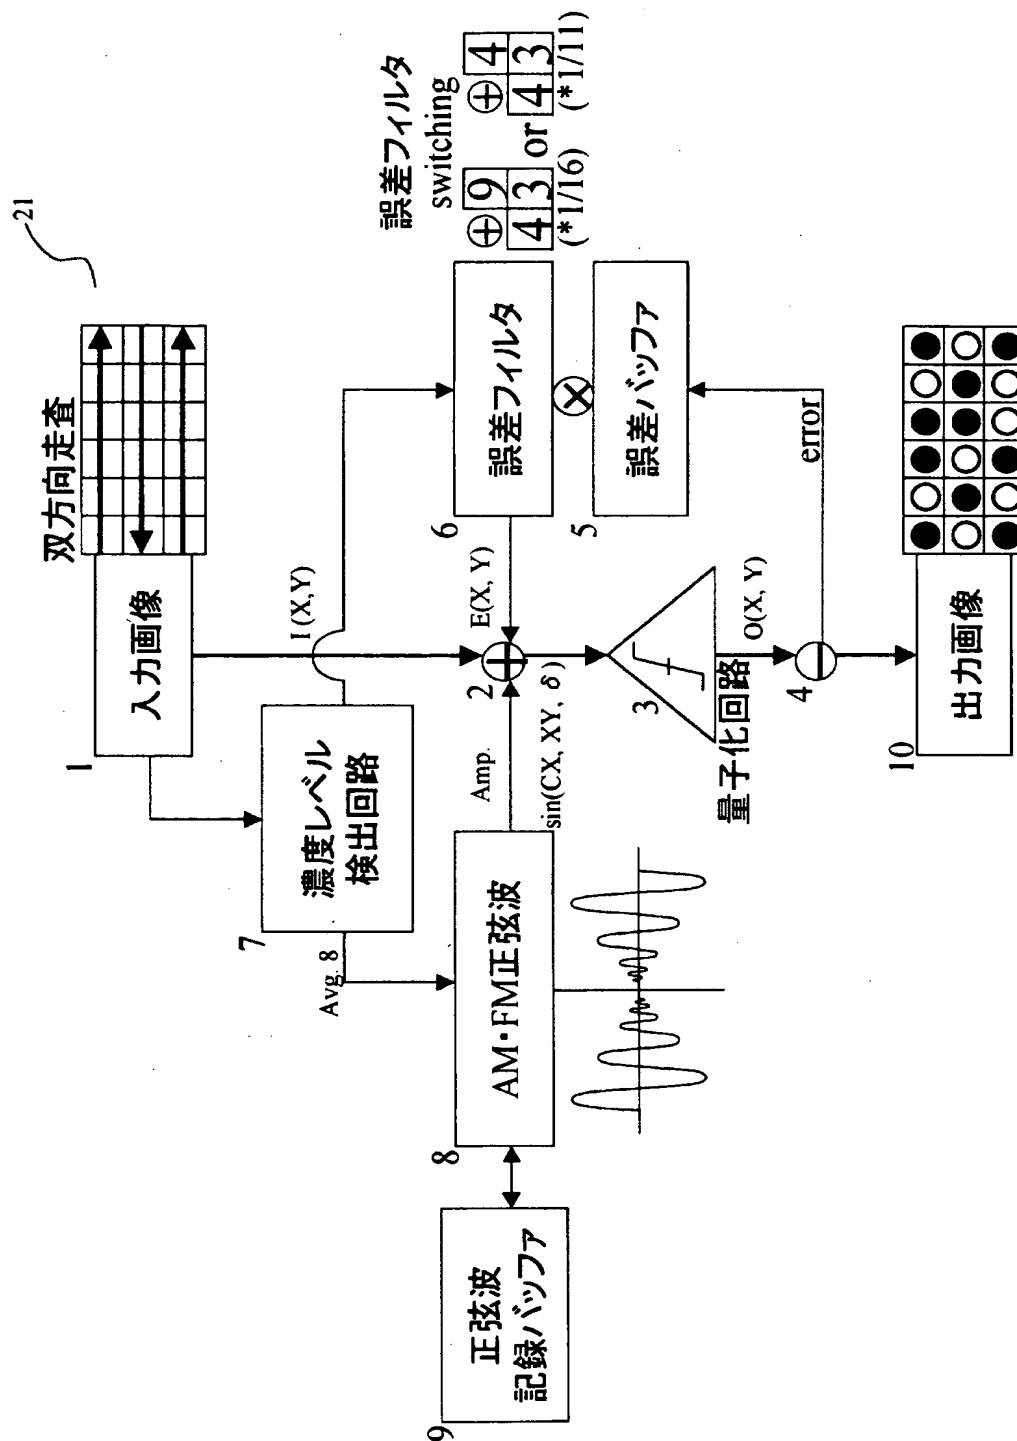 21
双方向走査
1
入力画像
7
濃度レベル
検出回路
I(X,Y)
Avg. 8
9
正弦波
記録バッファ
8
AM・FM正弦波
Amp.
sin(CX, XY, δ)
2
E(X, Y)
6
誤差フィルタ
5
誤差バッファ
誤差フィルタ
switching
9
4 3
(*1/16)
or
4
4 3
(*1/11)
3
量子化回路
O(X, Y)
4
error
10
出力画像